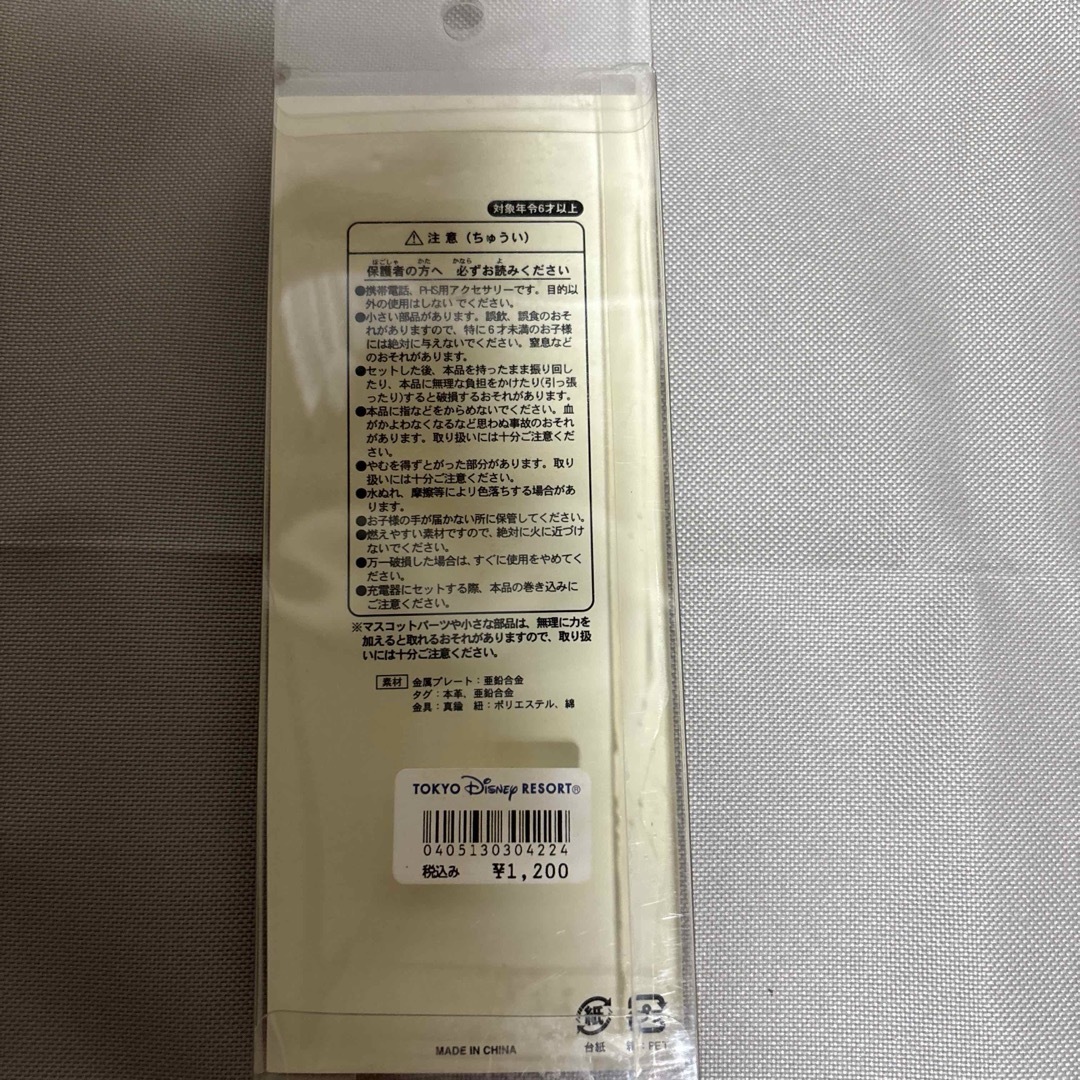 対象年令6才以上
⚠注意(ちゅうい)
ほごしゃ かた かなら よ
保護者の方へ 必ずお読みください
●携帯電話、PHS用アクセサリーです。目的以
外の使用はしないでください。
●小さい部品があります。誤飲、誤食のおそ
れがありますので、特に6才未満のお子様
には絶対に与えないでください。窒息など
のおそれがあります。
●セットした後、本品を持ったまま振り回し
たり、本品に無理な負担をかけたり(引っ張
ったり)すると破損するおそれがあります。
●本品に指などをからめないでください。血
がかよわなくなるなど思わぬ事故のおそれ
があります。取り扱いには十分ご注意くだ
さい。
●やむを得ずとがった部分があります。取り
扱いには十分ご注意ください。
●水ぬれ、摩擦等により色落ちする場合があ
ります。
●お子様の手が届かない所に保管してください。
●燃えやすい素材ですので、絶対に火に近づけ
ないでください。
●万一破損した場合は、すぐに使用をやめてく
ださい。
●充電器にセットする際、本品の巻き込みに
ご注意ください。
※マスコットパーツや小さな部品は、無理に力を
加えると取れるおそれがありますので、取り扱
いには十分ご注意ください。
素材 金属プレート:亜鉛合金
タグ:本革、亜鉛合金
金具:真鍮 紐:ポリエステル、綿
TOKYO Disney RESORT®
0405130304224
税込み ¥1,200
紙 プラ
台紙 PET
MADE IN CHINA